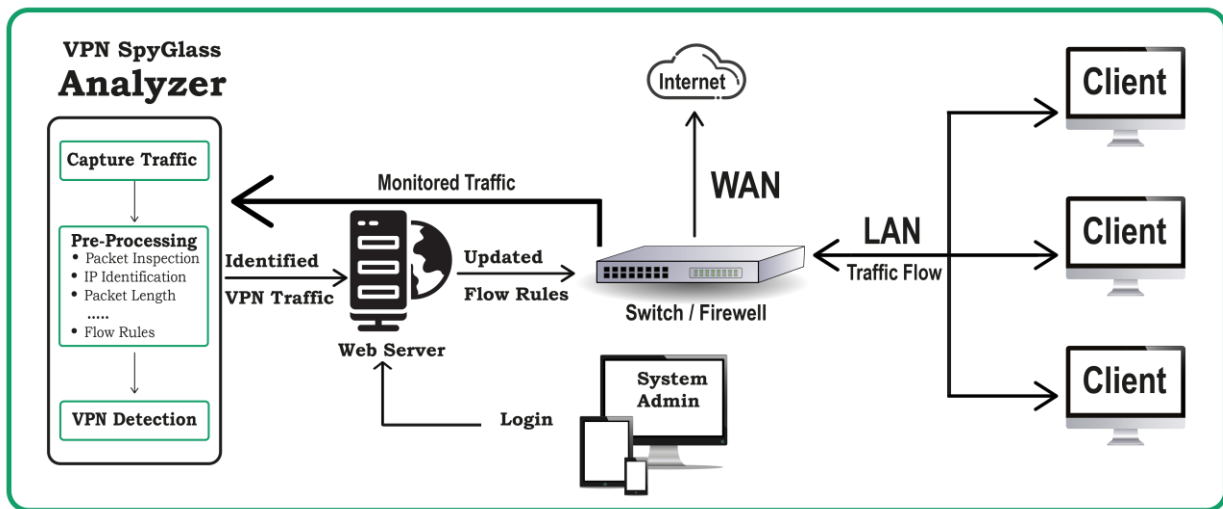 VPN SpyGlass
Analyzer
Capture Traffic
Pre-Processing
• Packet Inspection
• IP Identification
• Packet Length
.....
• Flow Rules
VPN Detection
Monitored Traffic
Identified
VPN Traffic
Web Server
Updated
Flow Rules
Login
System
Admin
Internet
WAN
Switch / Firewell
LAN
Traffic Flow
Client
Client
Client